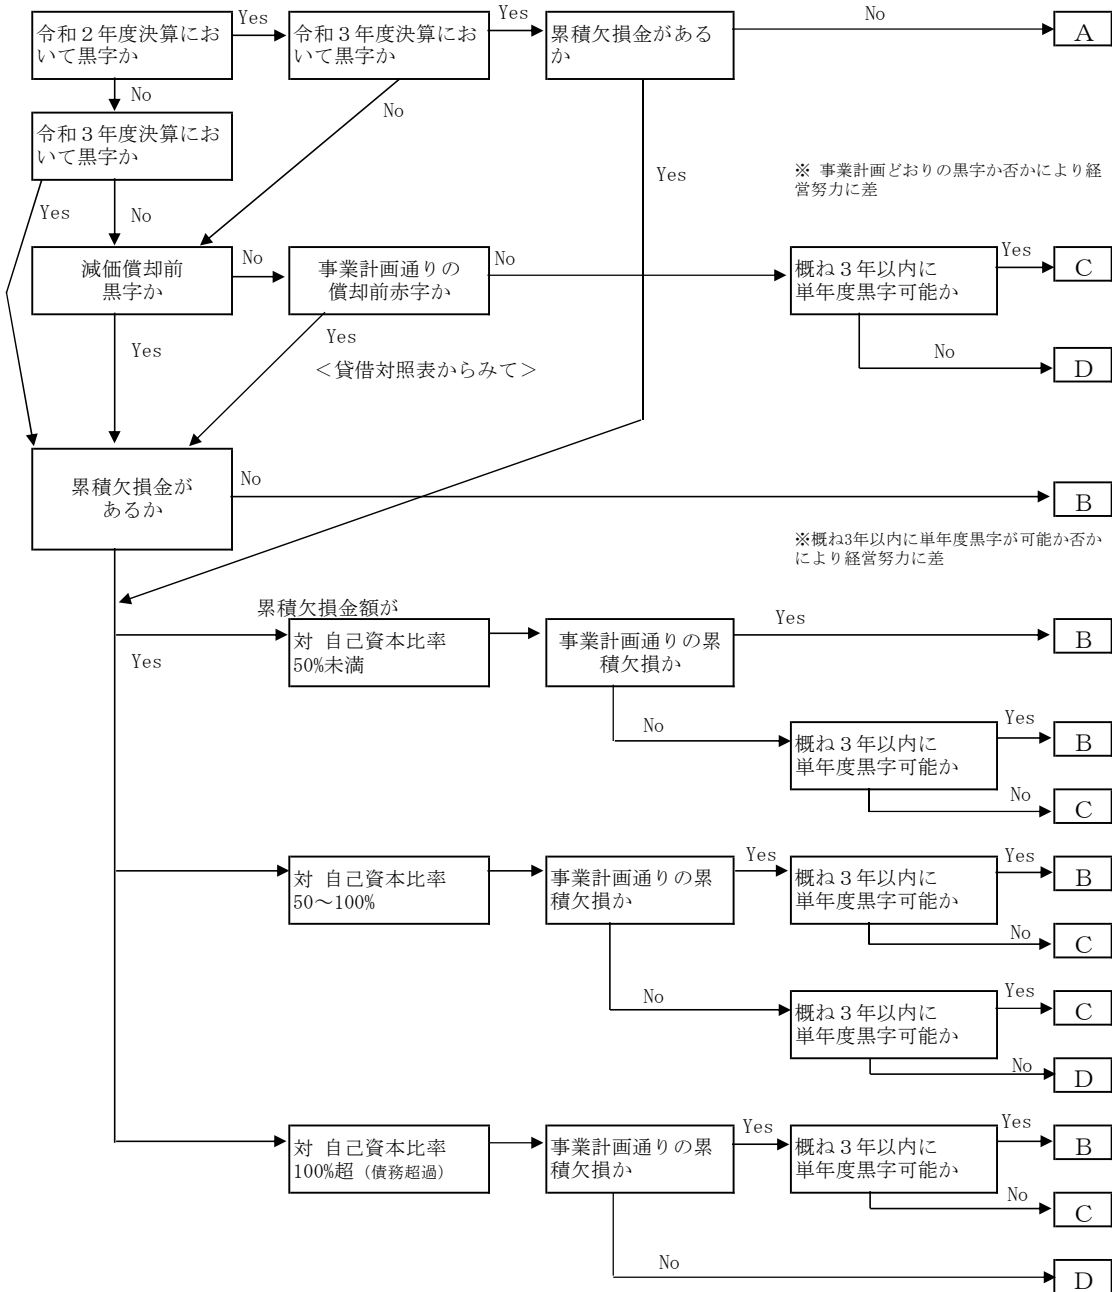 令和２年度決算にお
いて黒字か
Yes
令和３年度決算にお
いて黒字か
Yes
累積欠損金がある
か
No
A
No
No
令和３年度決算にお
いて黒字か
Yes
※ 事業計画どおりの黒字か否かにより経
営努力に差
Yes
No
減価償却前
黒字か
No
事業計画通りの
償却前赤字か
No
概ね３年以内に
単年度黒字可能か
Yes
C
Yes
Yes
＜貸借対照表からみて＞
No
D
累積欠損金が
あるか
No
B
※概ね3年以内に単年度黒字が可能か否か
により経営努力に差
累積欠損金額が
Yes
対 自己資本比率
50%未満
事業計画通りの累
積欠損か
Yes
B
No
概ね３年以内に
単年度黒字可能か
Yes
B
No
C
対 自己資本比率
50～100%
事業計画通りの累
積欠損か
Yes
概ね３年以内に
単年度黒字可能か
Yes
B
No
C
No
概ね３年以内に
単年度黒字可能か
Yes
C
No
D
対 自己資本比率
100%超（債務超過）
事業計画通りの累
積欠損か
Yes
概ね３年以内に
単年度黒字可能か
Yes
B
No
C
No
D